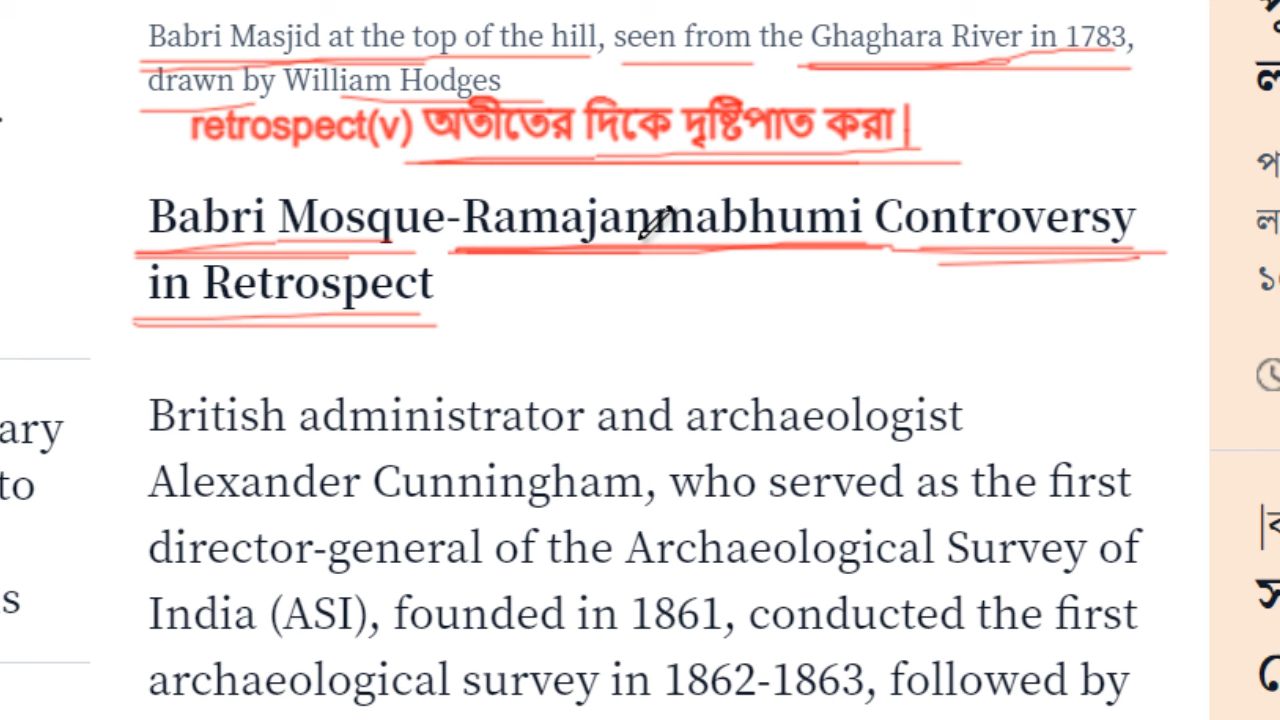 Babri Masjid at the top of the hill, seen from the Ghaghara River in 1783,
drawn by William Hodges
retrospect(v) অতীতের দিকে দৃষ্টিপাত করা|
Babri Mosque-Ramajanmabhumi Controversy
in Retrospect
British administrator and archaeologist
Alexander Cunningham, who served as the first
director-general of the Archaeological Survey of
India (ASI), founded in 1861, conducted the first
archaeological survey in 1862-1863, followed by
ary
to
s